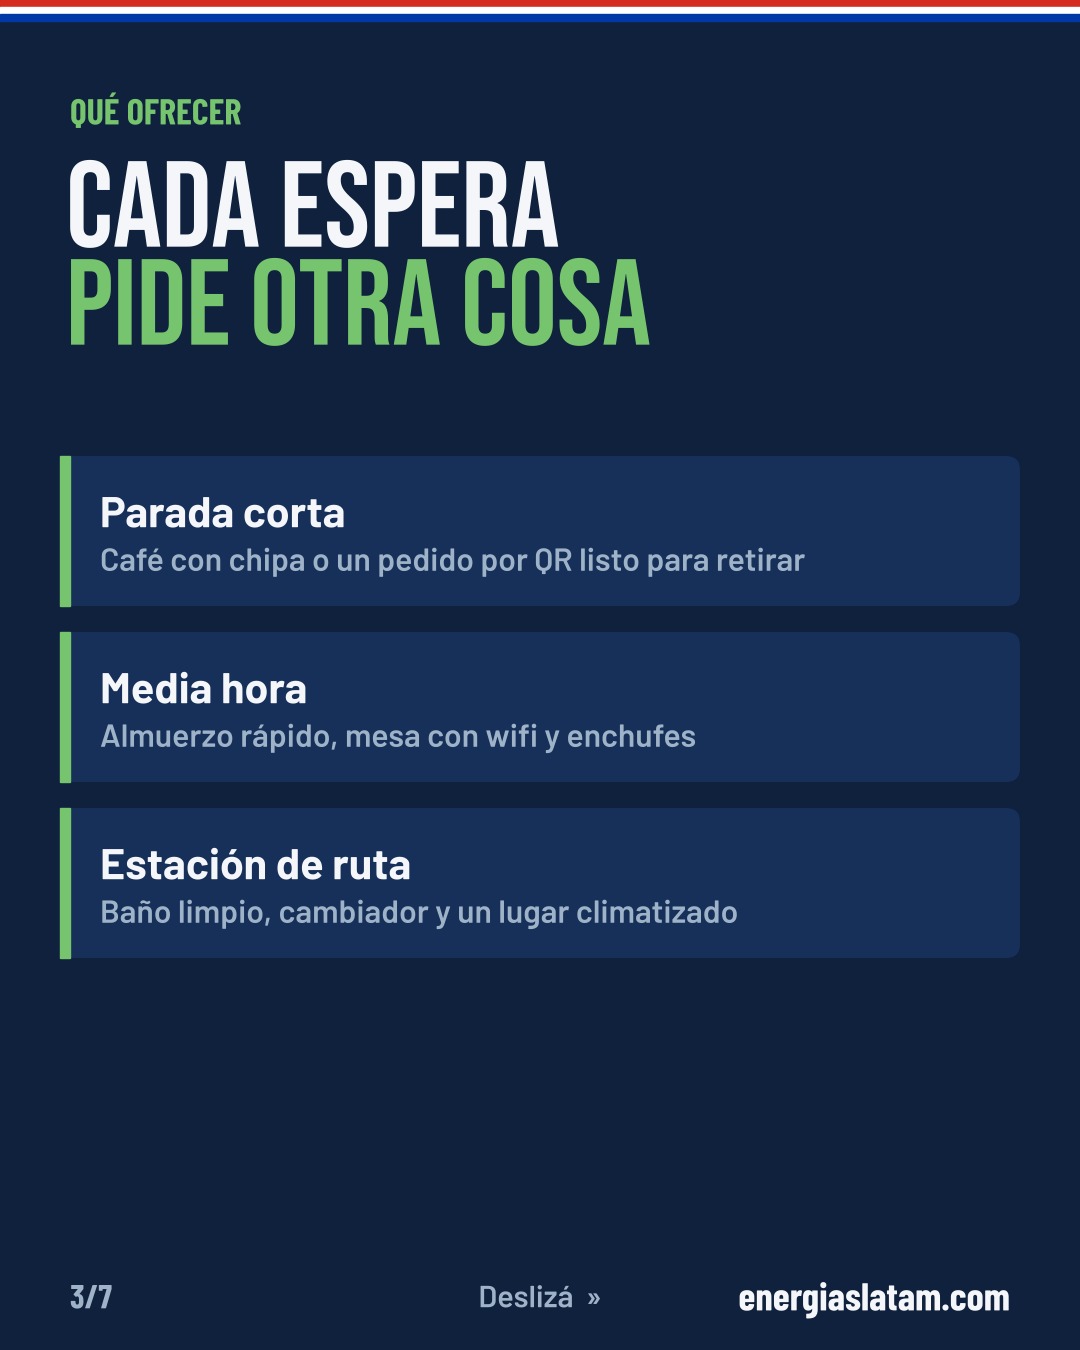 QUÉ OFRECER
CADA ESPERA
PIDE OTRA COSA
Parada corta
Café con chipa o un pedido por QR listo para retirar
Media hora
Almuerzo rápido, mesa con wifi y enchufes
Estación de ruta
Baño limpio, cambiador y un lugar climatizado
3/7
Deslizá »
energiaslatam.com